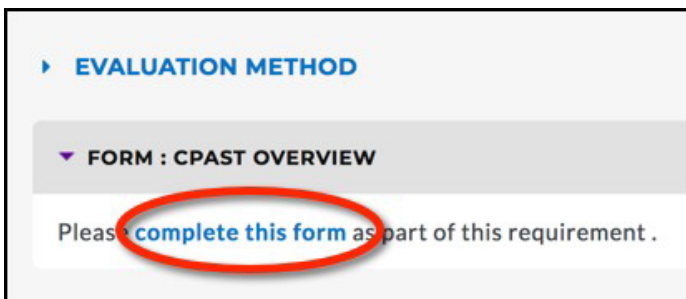 EVALUATION METHOD
FORM : CPAST OVERVIEW
Please complete this form as part of this requirement .